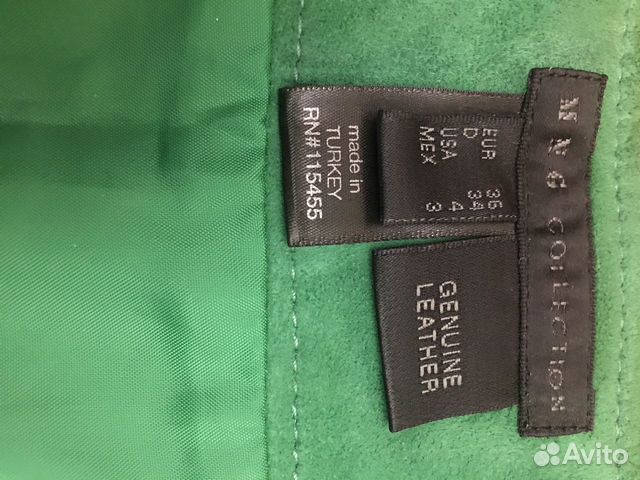 MNG COLLECTION
EUR 36
D 34
USA 4
MEX 3
made in
TURKEY
RN#115455
GENUINE
LEATHER
Avito